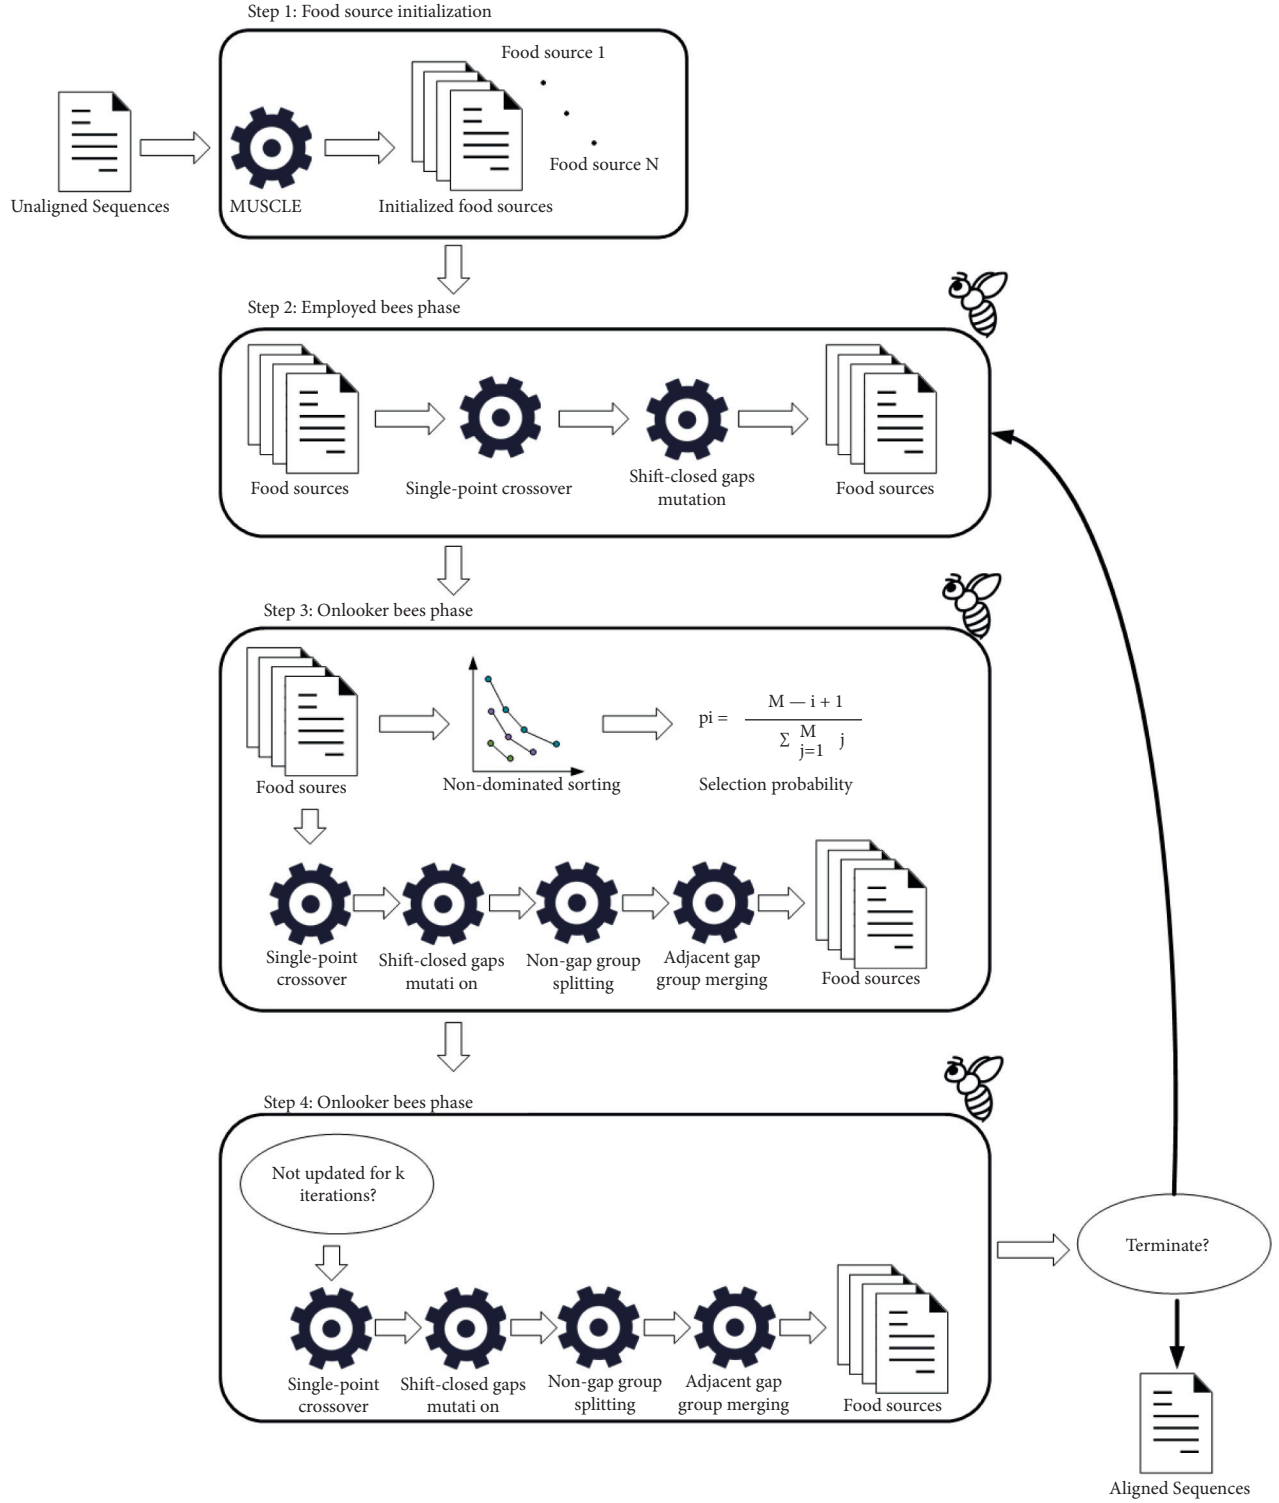 Step 1: Food source initialization
Food source 1
Food source N
Unaligned Sequences
MUSCLE
Initialized food sources
Step 2: Employed bees phase
Food sources
Single-point crossover
Shift-closed gaps
mutation
Food sources
Step 3: Onlooker bees phase
Food soures
Non-dominated sorting
pi =
M — i + 1
∑ M j=1 j
Selection probability
Single-point
crossover
Shift-closed gaps
mutati on
Non-gap group
splitting
Adjacent gap
group merging
Food sources
Step 4: Onlooker bees phase
Not updated for k
iterations?
Terminate?
Single-point
crossover
Shift-closed gaps
mutati on
Non-gap group
splitting
Adjacent gap
group merging
Food sources
Aligned Sequences